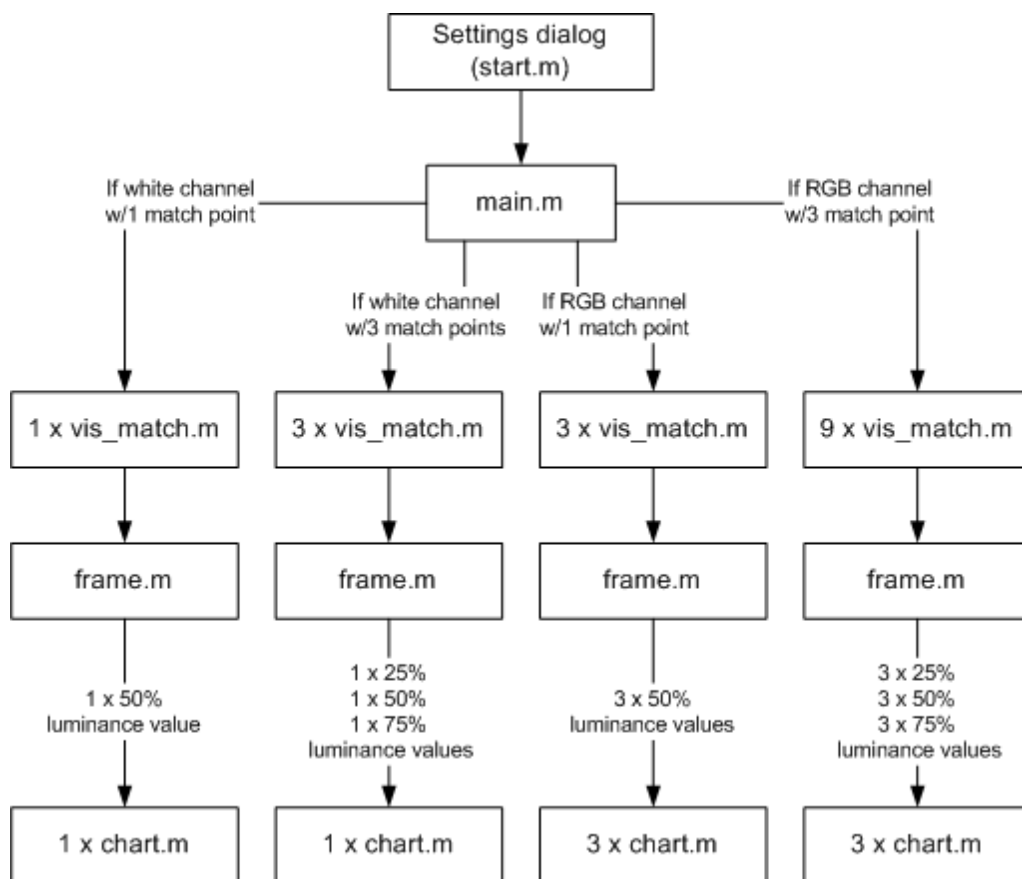 Settings dialog
(start.m)
main.m
If white channel
w/1 match point
If RGB channel
w/3 match point
If white channel
w/3 match points
If RGB channel
w/1 match point
1 x vis_match.m
3 x vis_match.m
3 x vis_match.m
9 x vis_match.m
frame.m
frame.m
frame.m
frame.m
1 x 50%
luminance value
1 x 25%
1 x 50%
1 x 75%
luminance values
3 x 50%
luminance values
3 x 25%
3 x 50%
3 x 75%
luminance values
1 x chart.m
1 x chart.m
3 x chart.m
3 x chart.m